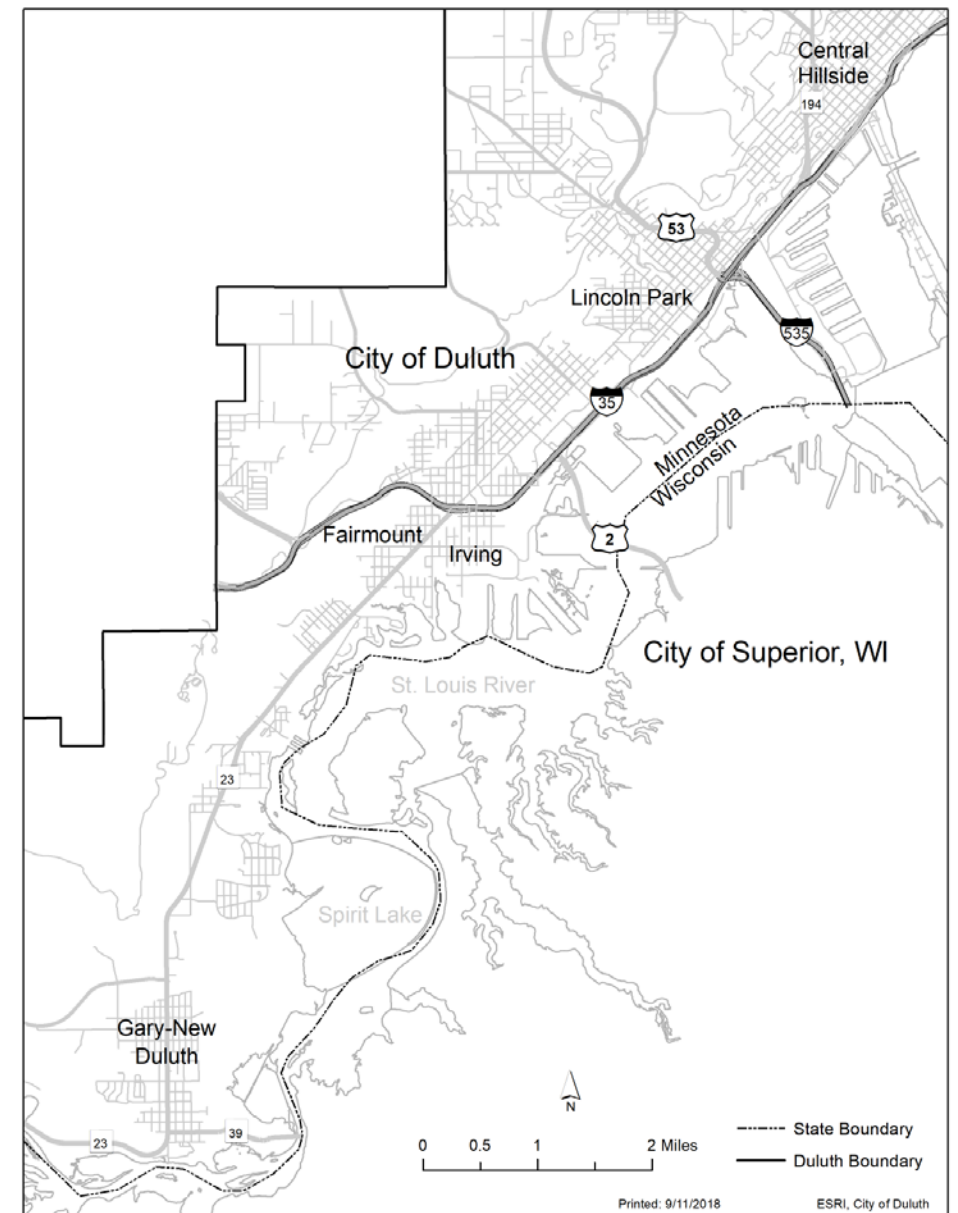 Central
Hillside
194
53
Lincoln Park
535
City of Duluth
35
Minnesota
Wisconsin
Fairmount
2
Irving
City of Superior, WI
St. Louis River
23
Spirit Lake
Gary-New
Duluth
23
39
N
0 0.5 1 2 Miles
State Boundary
Duluth Boundary
Printed: 9/11/2018
ESRI, City of Duluth